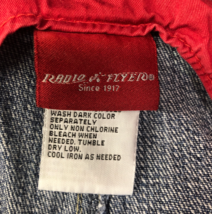 RADIO FLYER®
Since 1917
WASH DARK COLOR
SEPARATELY
ONLY NON CHLORINE
BLEACH WHEN
NEEDED. TUMBLE
DRY LOW.
COOL IRON AS NEEDED